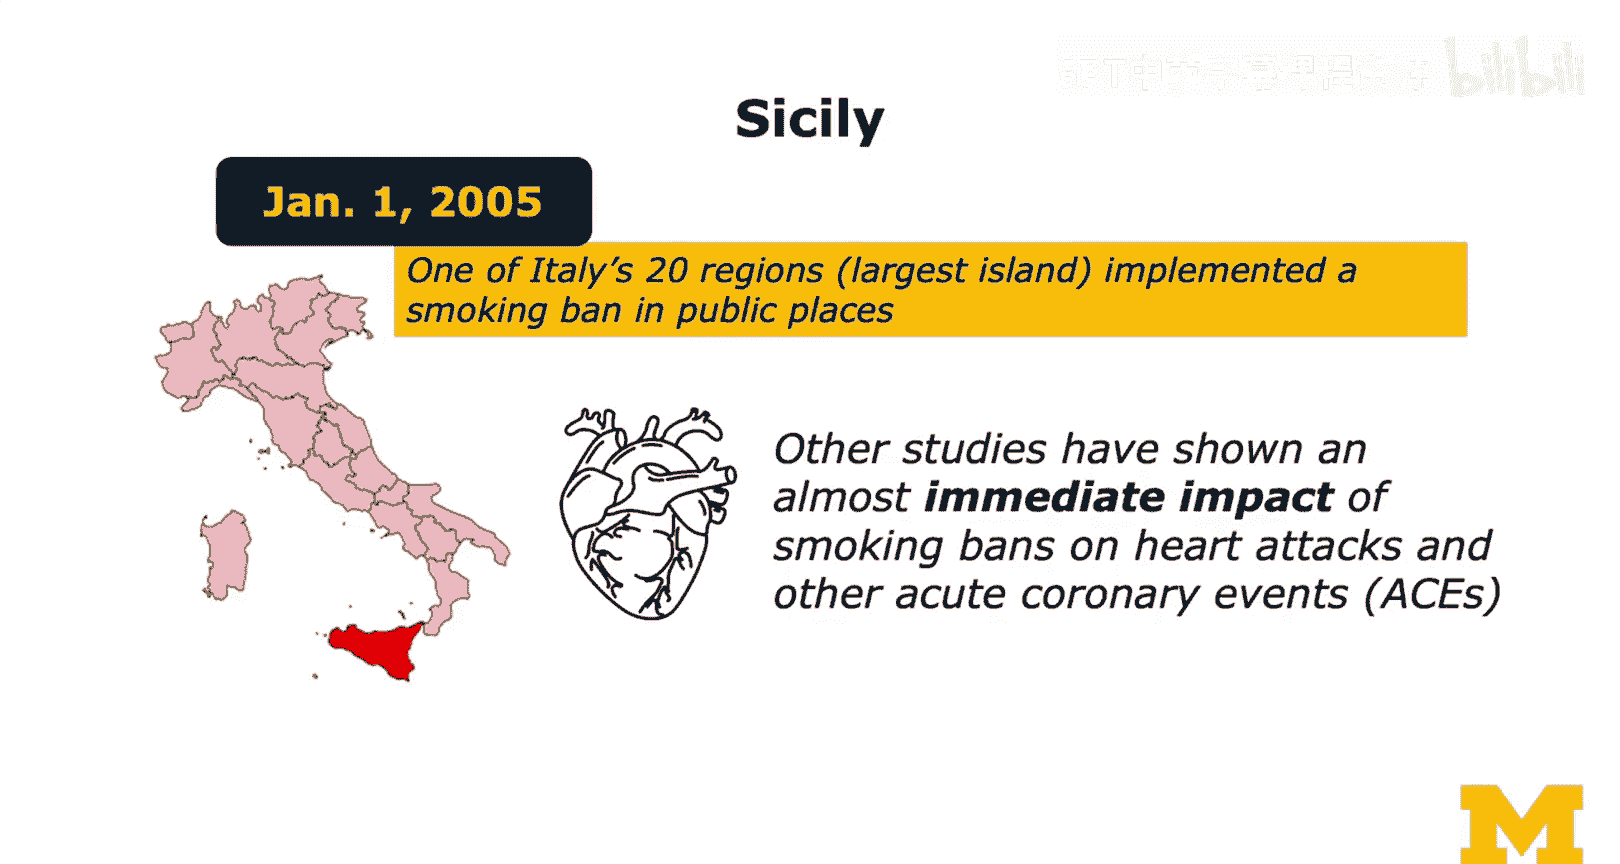 bilibili
Sicily
Jan. 1, 2005
One of Italy’s 20 regions (largest island) implemented a
smoking ban in public places
Other studies have shown an
almost immediate impact of
smoking bans on heart attacks and
other acute coronary events (ACEs)
M